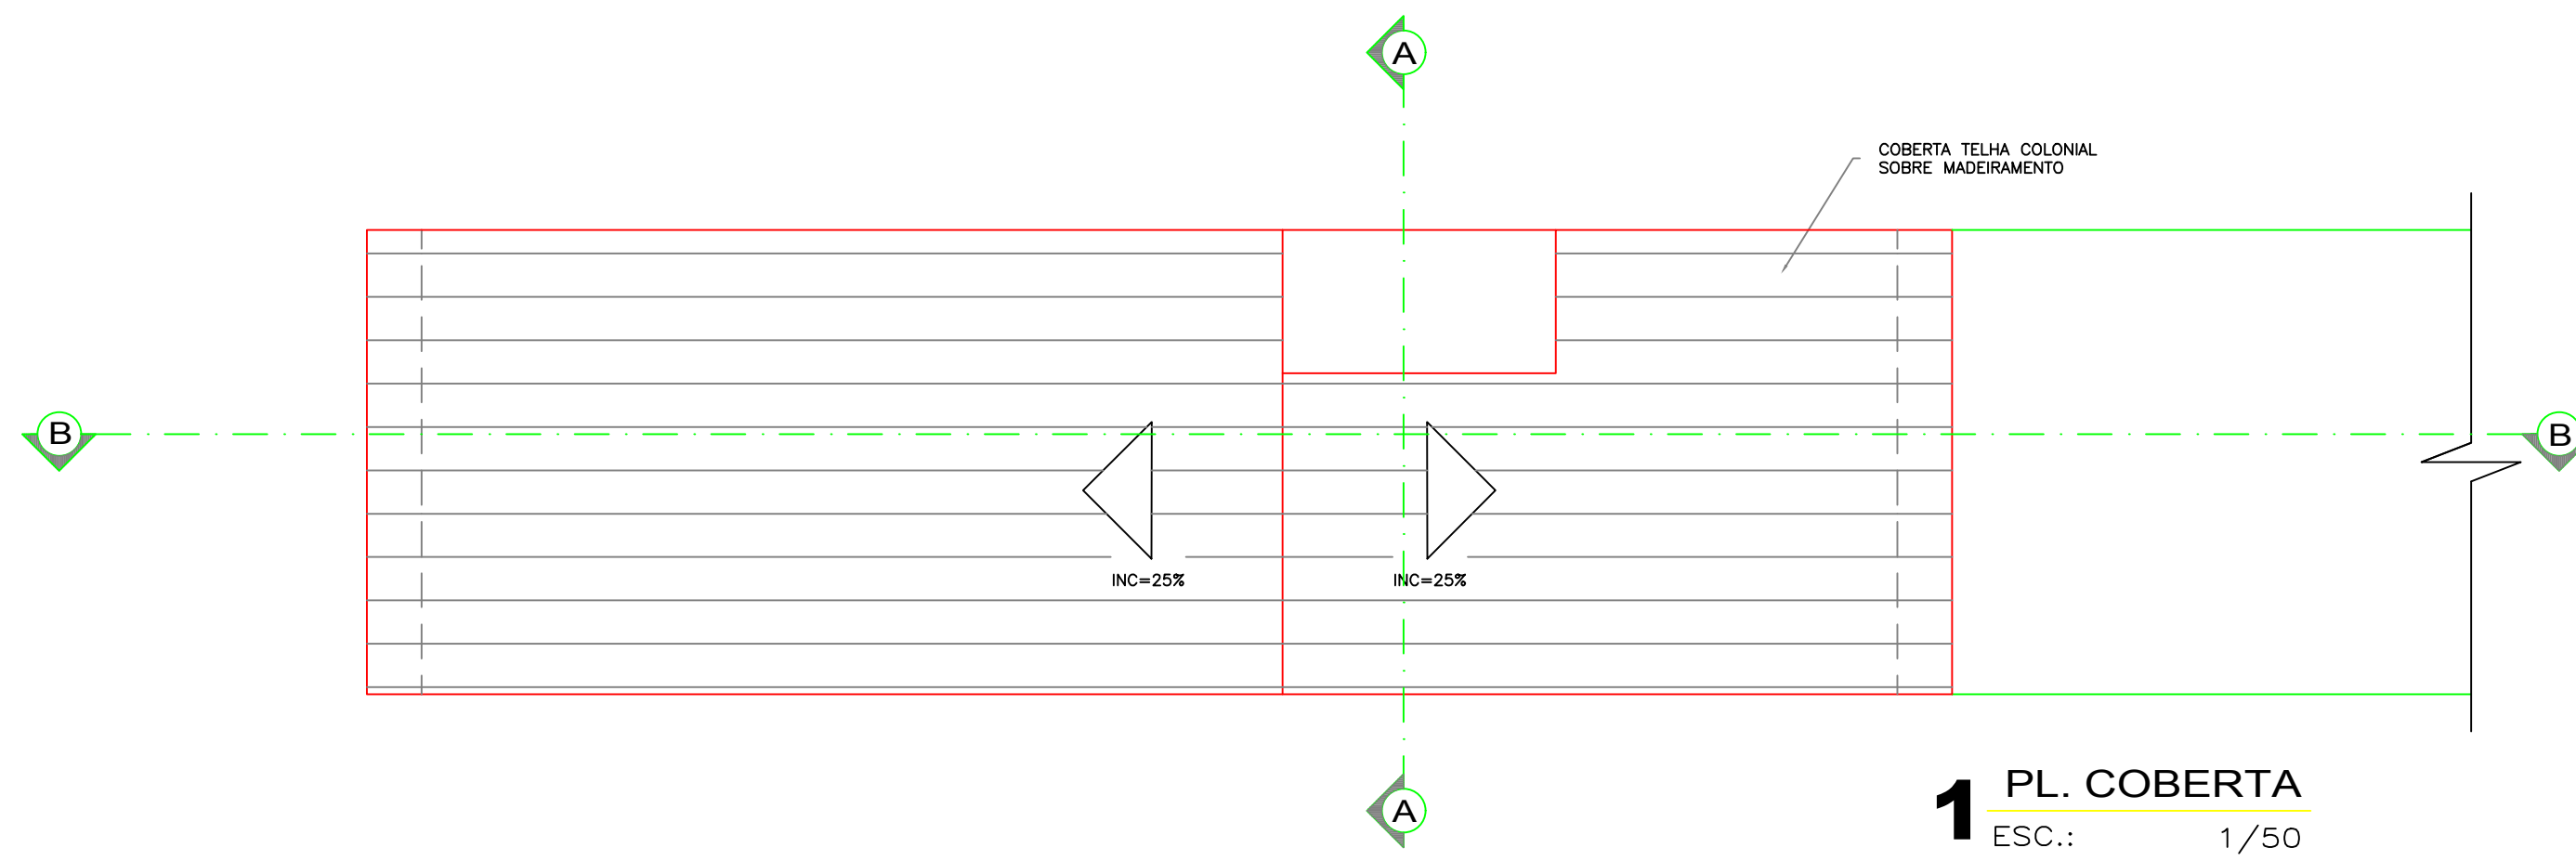 A
COBERTA TELHA COLONIAL
SOBRE MADEIRAMENTO
B
B
INC=25%
INC=25%
1 PL. COBERTA
A
ESC.: 1/50